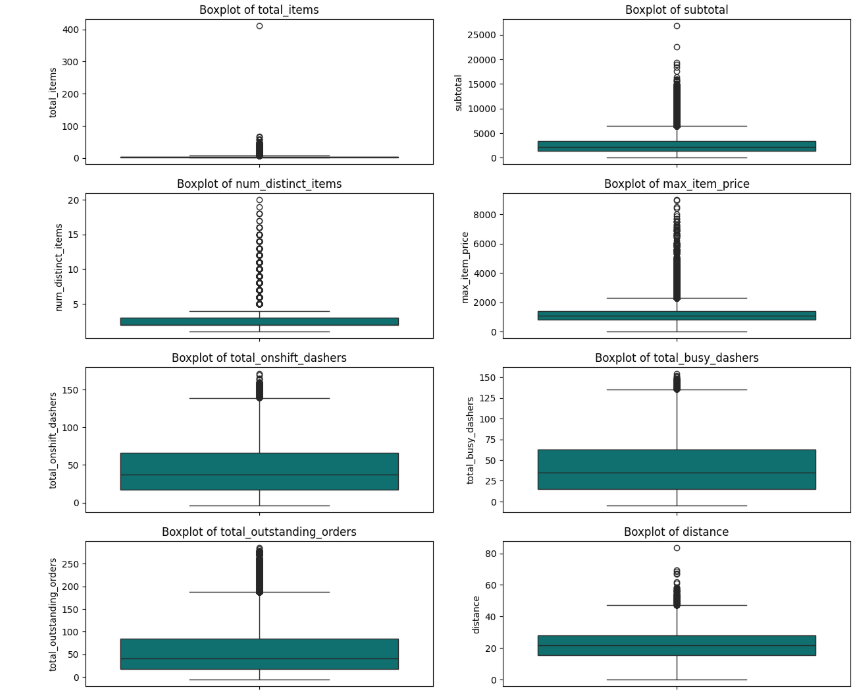 Boxplot of total_items
total_items
400
300
200
100
0
Boxplot of subtotal
subtotal
25000
20000
15000
10000
5000
0
Boxplot of num_distinct_items
num_distinct_items
20
15
10
5
Boxplot of max_item_price
max_item_price
8000
6000
4000
2000
0
Boxplot of total_onshift_dashers
total_onshift_dashers
150
100
50
0
Boxplot of total_busy_dashers
total_busy_dashers
150
125
100
75
50
25
0
Boxplot of total_outstanding_orders
total_outstanding_orders
250
200
150
100
50
0
Boxplot of distance
distance
80
60
40
20
0